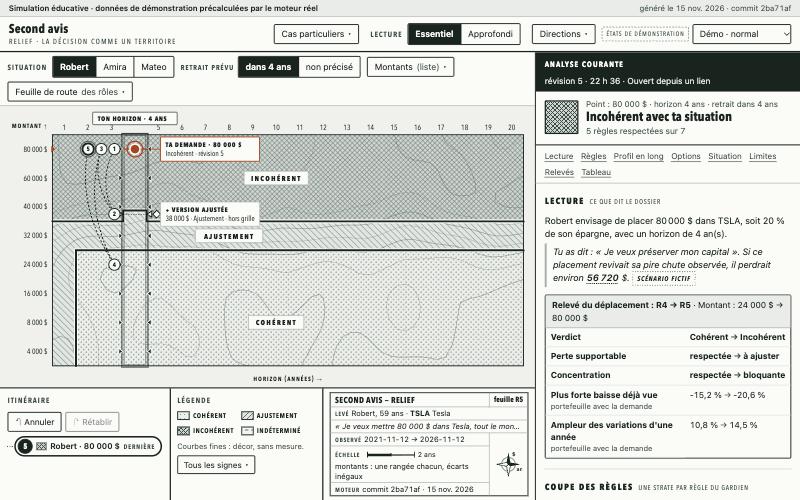 Simulation éducative · données de démonstration précalculées par le moteur réel
généré le 15 nov. 2026 · commit 2ba71af
Second avis
RELIEF · LA DÉCISION COMME UN TERRITOIRE
Cas particuliers
LECTURE Essentiel Approfondi
Directions
ÉTATS DE DÉMONSTRATION
Démo · normal
SITUATION Robert Amira Mateo
RETRAIT PRÉVU dans 4 ans non précisé
Montants (liste)
Feuille de route des rôles
TON HORIZON · 4 ANS
MONTANT ↑ 1 2 3 5 6 7 8 9 10 11 12 13 14 15 16 17 18 19 20
80 000 $
60 000 $
40 000 $
32 000 $
24 000 $
16 000 $
8 000 $
4 000 $
5 3 1
TA DEMANDE · 80 000 $
Incohérent · révision 5
INCOHÉRENT
2
+ VERSION AJUSTÉE
38 000 $ · Ajustement · hors grille
AJUSTEMENT
4
COHÉRENT
HORIZON (ANNÉES) →
ITINÉRAIRE
↶ Annuler
↷ Rétablir
5 Robert · 80 000 $ DERNIÈRE
LÉGENDE
COHÉRENT
AJUSTEMENT
INCOHÉRENT
INDÉTERMINÉ
Courbes fines : décor, sans mesure.
Tous les signes
SECOND AVIS – RELIEF
feuille R5
LEVÉ Robert, 59 ans · TSLA Tesla
« Je veux mettre 80 000 $ dans Tesla, tout le mon…
OBSERVÉ 2021-11-12 → 2026-11-12
ÉCHELLE 2 ans
montants : une rangée chacun, écarts
inégaux
MOTEUR commit 2ba71af · 15 nov. 2026
$
ar
ANALYSE COURANTE
révision 5 · 22 h 36 · Ouvert depuis un lien
Point : 80 000 $ · horizon 4 ans · retrait dans 4 ans
Incohérent avec ta situation
5 règles respectées sur 7
Lecture Règles Profil en long Options Situation Limites
Relevés Tableau
LECTURE CE QUE DIT LE DOSSIER
Robert envisage de placer 80 000 $ dans TSLA, soit 20 %
de son épargne, avec un horizon de 4 an(s).
Tu as dit : « Je veux préserver mon capital ». Si ce
placement revivait sa pire chute observée, il perdrait
environ 56 720 $. SCÉNARIO FICTIF
Relevé du déplacement : R4 → R5 · Montant : 24 000 $ →
80 000 $
Verdict Cohérent → Incohérent
Perte supportable respectée → à ajuster
Concentration respectée → bloquante
Plus forte baisse déjà vue -15,2 % → -20,6 %
portefeuille avec la demande
Ampleur des variations d'une 10,8 % → 14,5 %
année
portefeuille avec la demande
COUPE DES RÈGLES UNE STRATE PAR RÈGLE DU GARDIEN